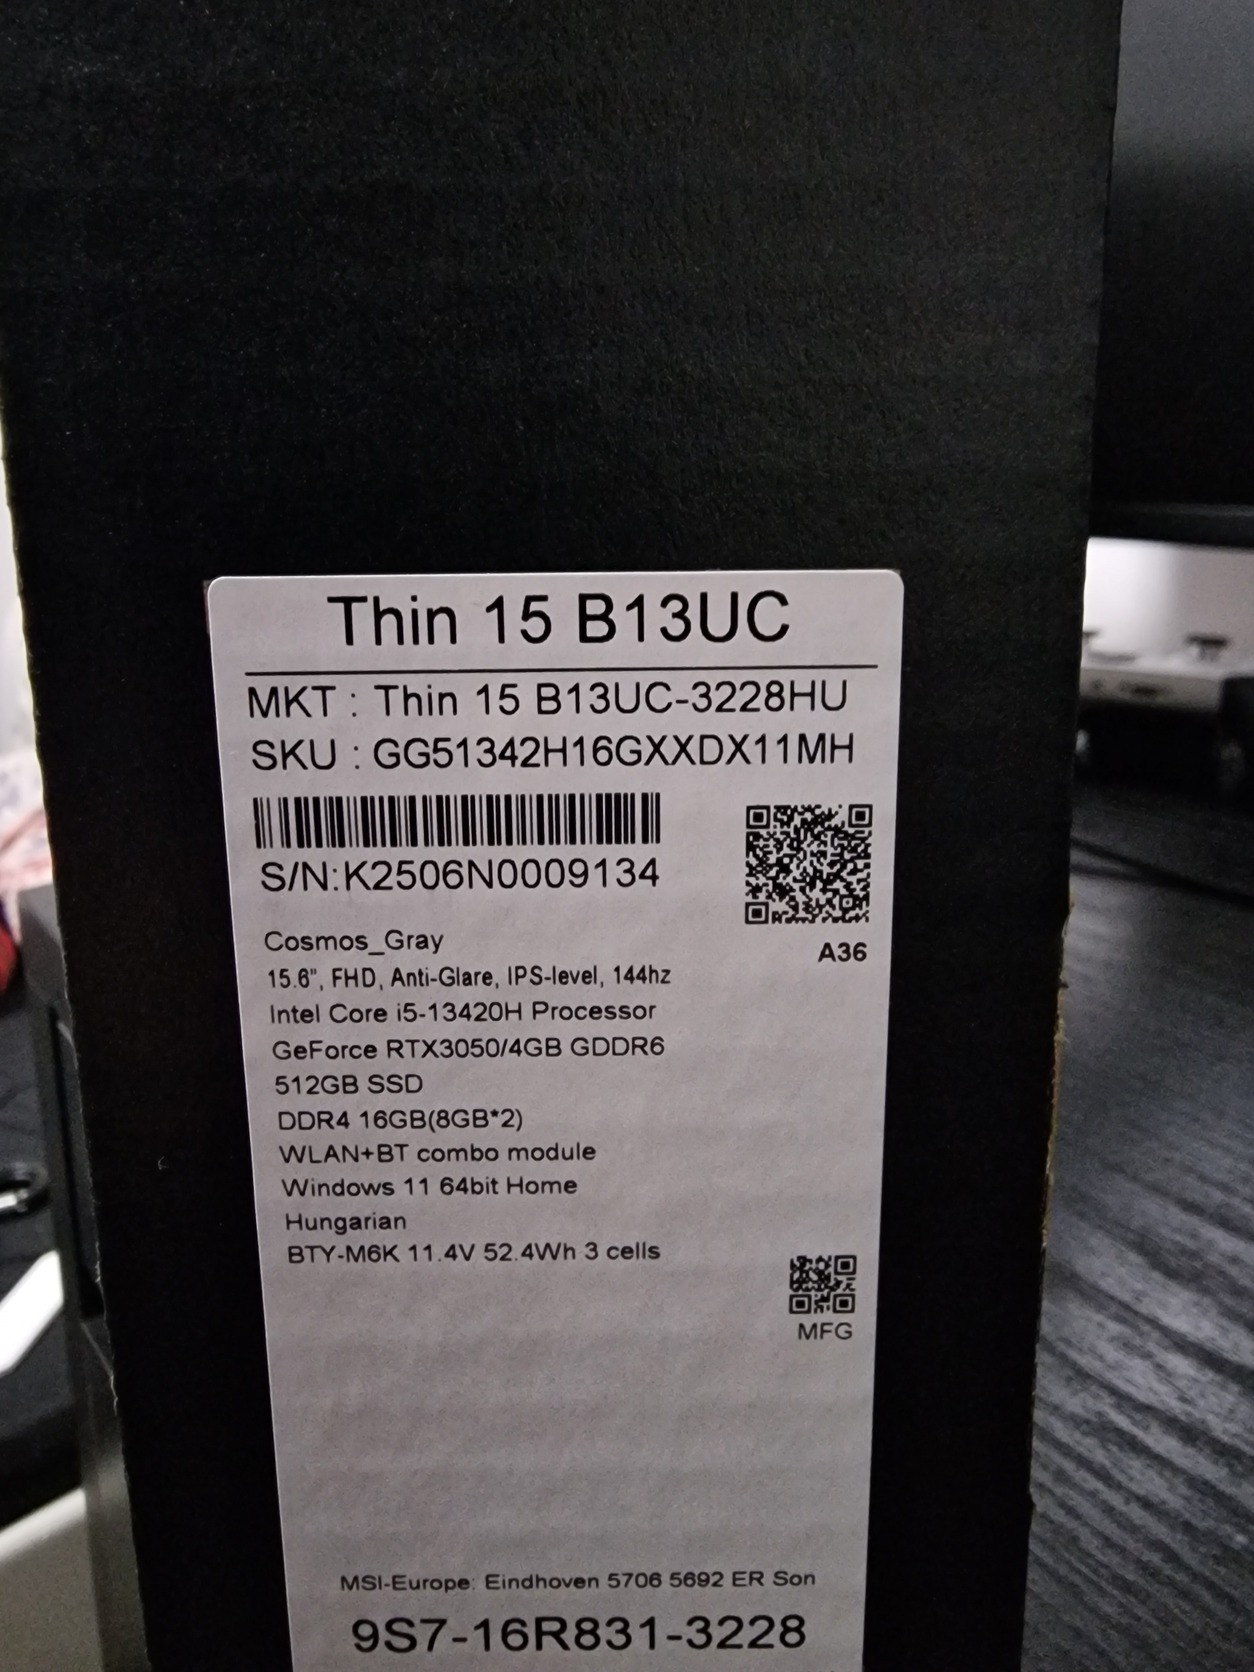 Thin 15 B13UC
MKT : Thin 15 B13UC-3228HU
SKU : GG51342H16GXXDX11MH
S/N:K2506N0009134
A36
Cosmos_Gray
15.6", FHD, Anti-Glare, IPS-level, 144hz
Intel Core i5-13420H Processor
GeForce RTX3050/4GB GDDR6
512GB SSD
DDR4 16GB(8GB*2)
WLAN+BT combo module
Windows 11 64bit Home
Hungarian
BTY-M6K 11.4V 52.4Wh 3 cells
MFG
MSI-Europe: Eindhoven 5706 5692 ER Son
9S7-16R831-3228